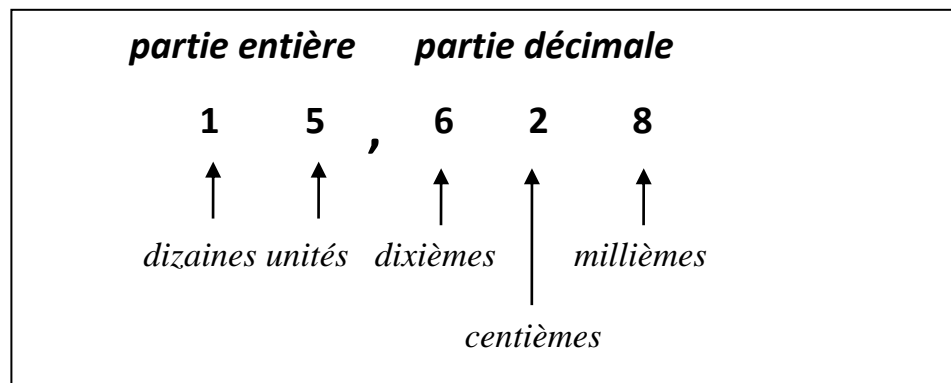 partie entière partie décimale
1 5 , 6 2 8
dizaines unités dixièmes millièmes
centièmes